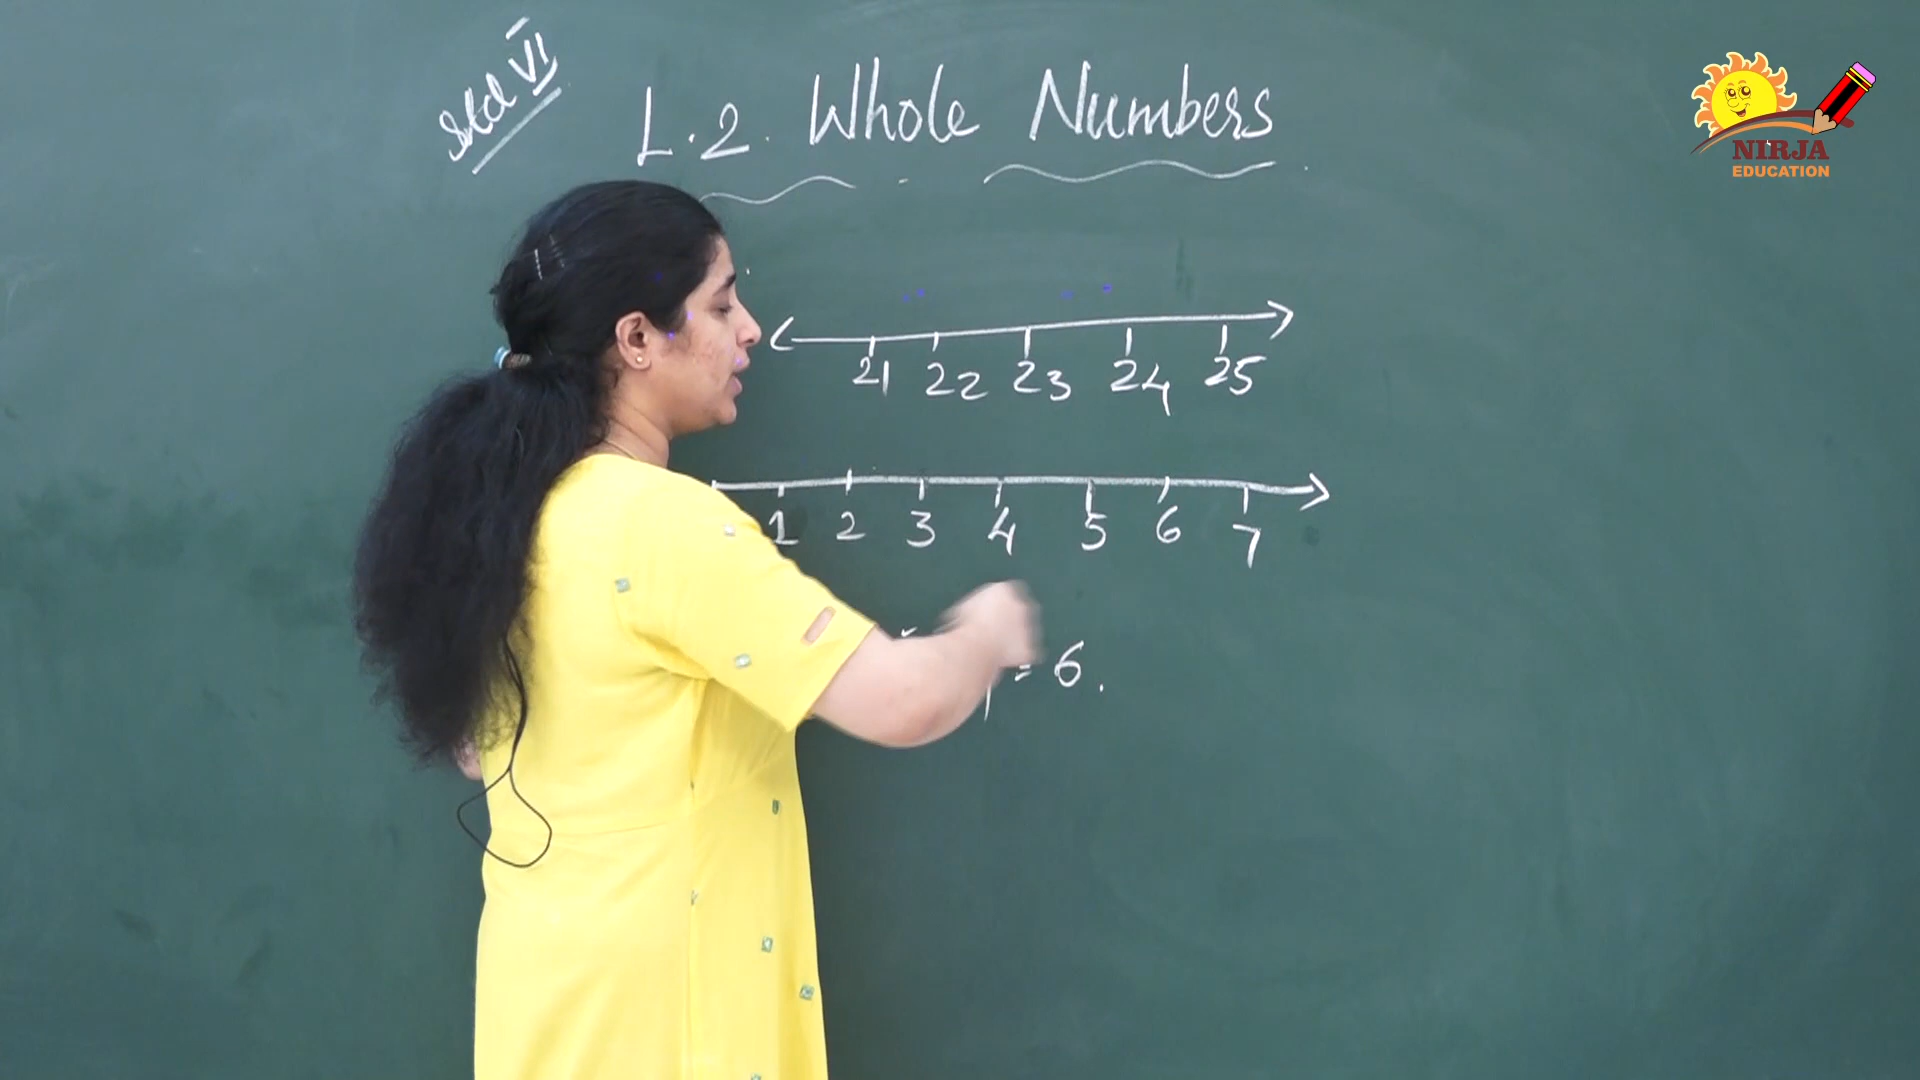 Std VI
L.2. Whole Numbers
NIRJA
EDUCATION
21 22 23 24 25
1 2 3 4 5 6 7
= 6.